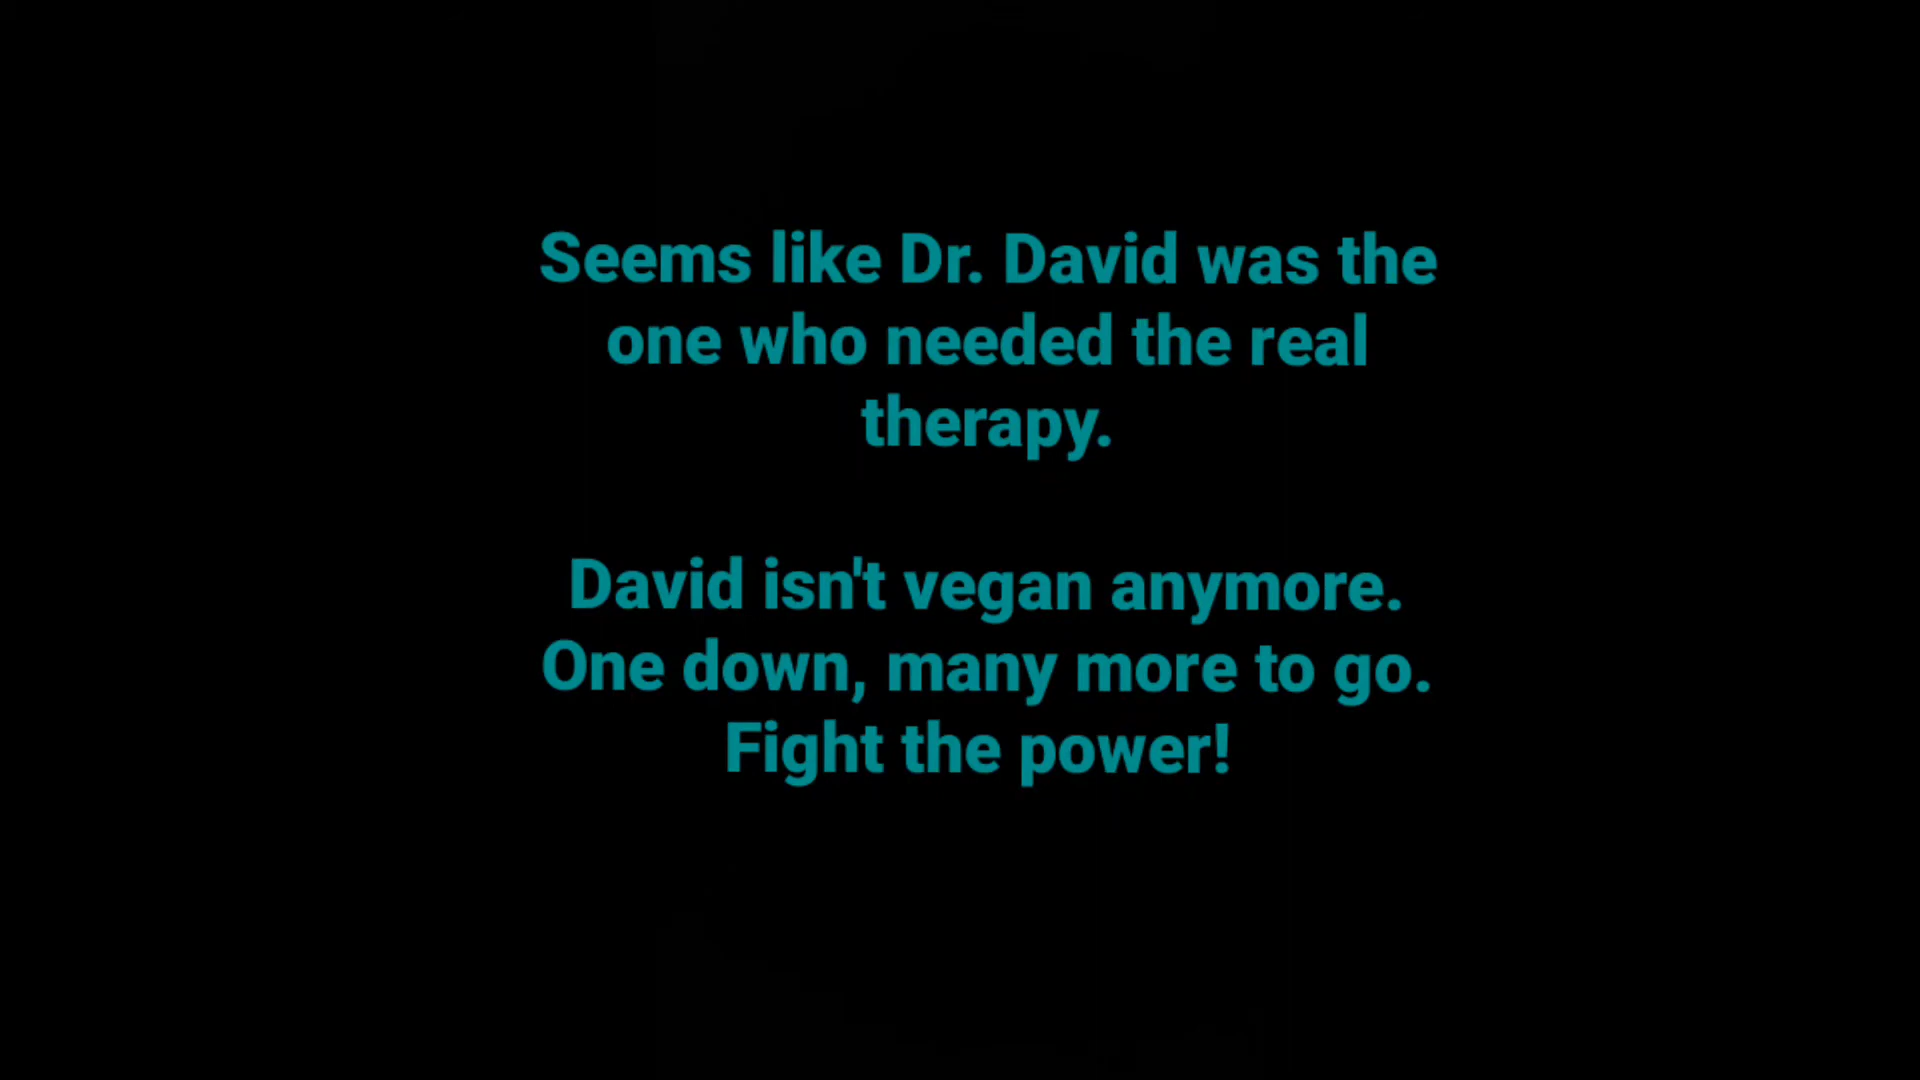 Seems like Dr. David was the
one who needed the real
therapy.
David isn't vegan anymore.
One down, many more to go.
Fight the power!